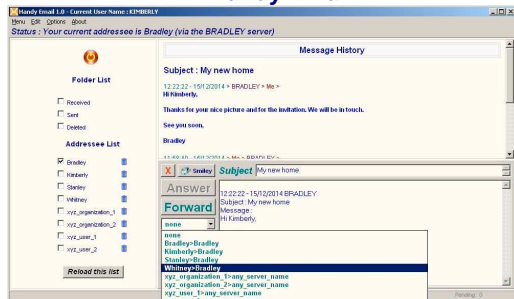 Handy Email 1.0 - Current User Name : KIMBERLY
Menu Edit Options About
Status : Your current addressee is Bradley (via the BRADLEY server)
Folder List
Received
Sent
Deleted
Addressee List
Bradley
Kimberly
Stanley
Whitney
xyz_organization_1
xyz_organization_2
xyz_user_1
xyz_user_2
Reload this list
Message History
Subject : My new home
12:22:22 - 15/12/2014 > BRADLEY > Me >
Hi Kimberly,
Thanks for your nice picture and for the invitation. We will be in touch.
See you soon,
Bradley
X Smiley Subject My new home
Answer
Forward
none
12:22:22 - 15/12/2014 BRADLEY
Subject : My new home
Message :
Hi Kimberly,
none
Bradley>Bradley
Kimberly>Bradley
Stanley>Bradley
Whitney>Bradley
xyz_organization_1>any_server_name
xyz_organization_2>any_server_name
xyz_user_1>any_server_name
Pending : 0